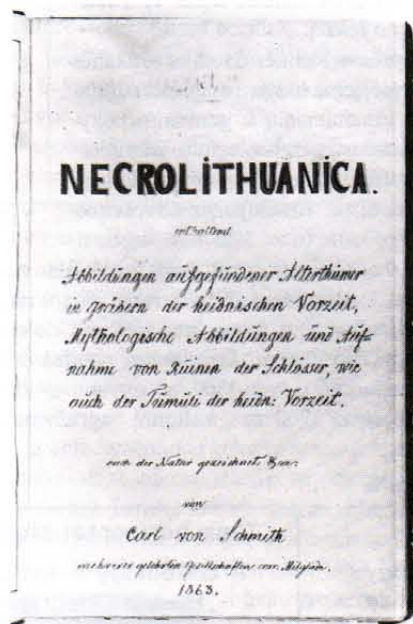 NECROLITHUANICA.
enthaltend
Abbildungen aufgefundener Alterthümer
in Gräbern der heidnischen Vorzeit,
Mythologische Abbildungen und Auf-
nahme von Ruinen der Schlösser, wie
auch der Tumuli der heidn: Vorzeit.
nach der Natur gezeichnet
von
Carl von Schmith
mehrerer gelehrten Gesellschaften corr. Mitglied.
1863.